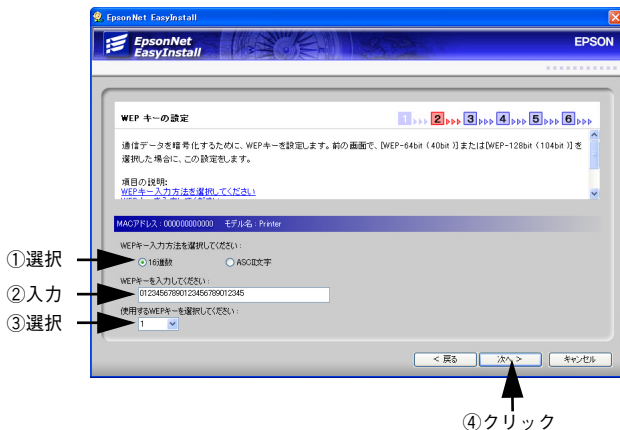 EpsonNet EasyInstall
EpsonNet
EasyInstall
EPSON
WEP キーの設定
1 2 3 4 5 6
通信データを暗号化するために、WEPキーを設定します。前の画面で、[WEP-64bit (40bit )]または[WEP-128bit (104bit )]を
選択した場合に、この設定をします。
項目の説明:
WEPキー入力方法を選択してください
MACアドレス : 000000000000 モデル名 : Printer
WEPキー入力方法を選択してください :
①選択
16進数 ASCII文字
WEPキーを入力してください :
②入力
01234567890123456789012345
使用するWEPキーを選択してください :
③選択
1
< 戻る 次へ > キャンセル
④クリック